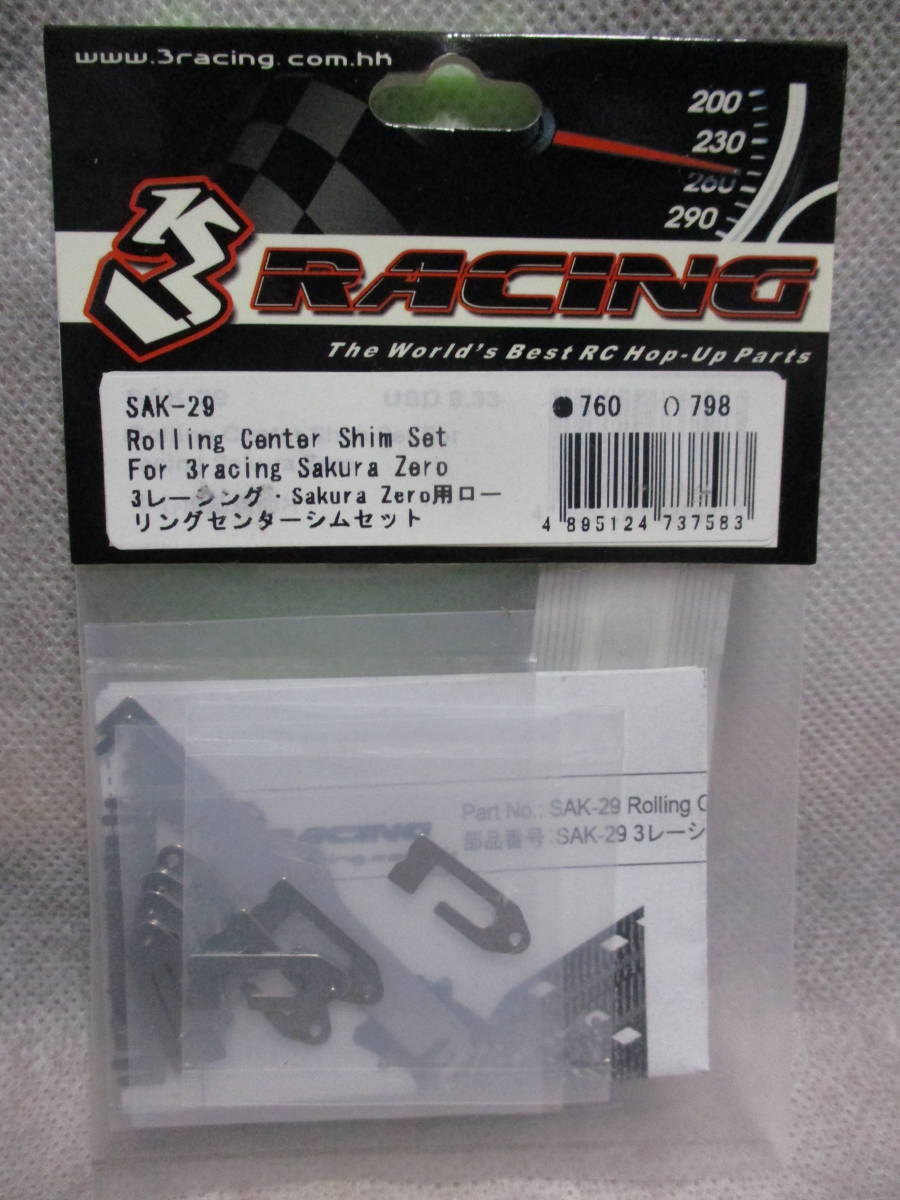 www.3racing.com.hk
200
230
260
290
3 RACING
The World's Best RC Hop-Up Parts
SAK-29
Rolling Center Shim Set
For 3racing Sakura Zero
3レーシング・Sakura Zero用ロー
リングセンターシムセット
●760 ()798
4 895124 737583
Part No.: SAK-29 Rolling C
部品番号 SAK-29 3レーシ
RACING